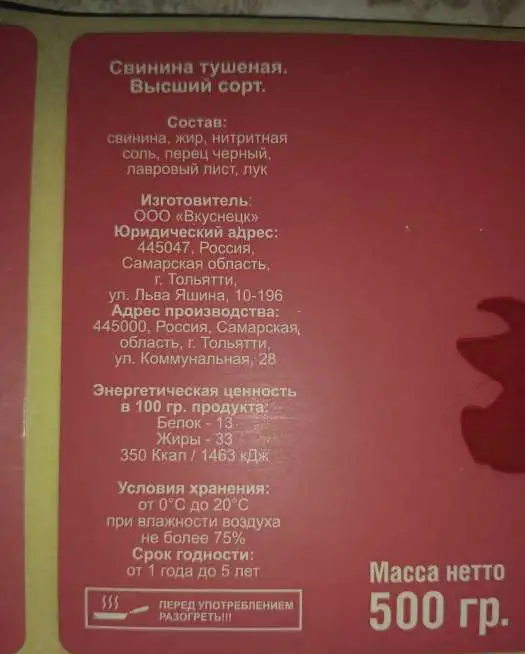 Свинина тушеная.
Высший сорт.
Состав:
свинина, жир, нитритная
соль, перец черный,
лавровый лист, лук
Изготовитель:
ООО «Вкуснецк»
Юридический адрес:
445047, Россия,
Самарская область,
г. Тольятти,
ул. Льва Яшина, 10-196
Адрес производства:
445000, Россия, Самарская
область, г. Тольятти,
ул. Коммунальная, 28
Энергетическая ценность
в 100 гр. продукта:
Белок - 13
Жиры - 33
350 Ккал / 1463 кДж
Условия хранения:
от 0°С до 20°С
при влажности воздуха
не более 75%
Срок годности:
от 1 года до 5 лет
ПЕРЕД УПОТРЕБЛЕНИЕМ
РАЗОГРЕТЬ!!!
Масса нетто
500 гр.